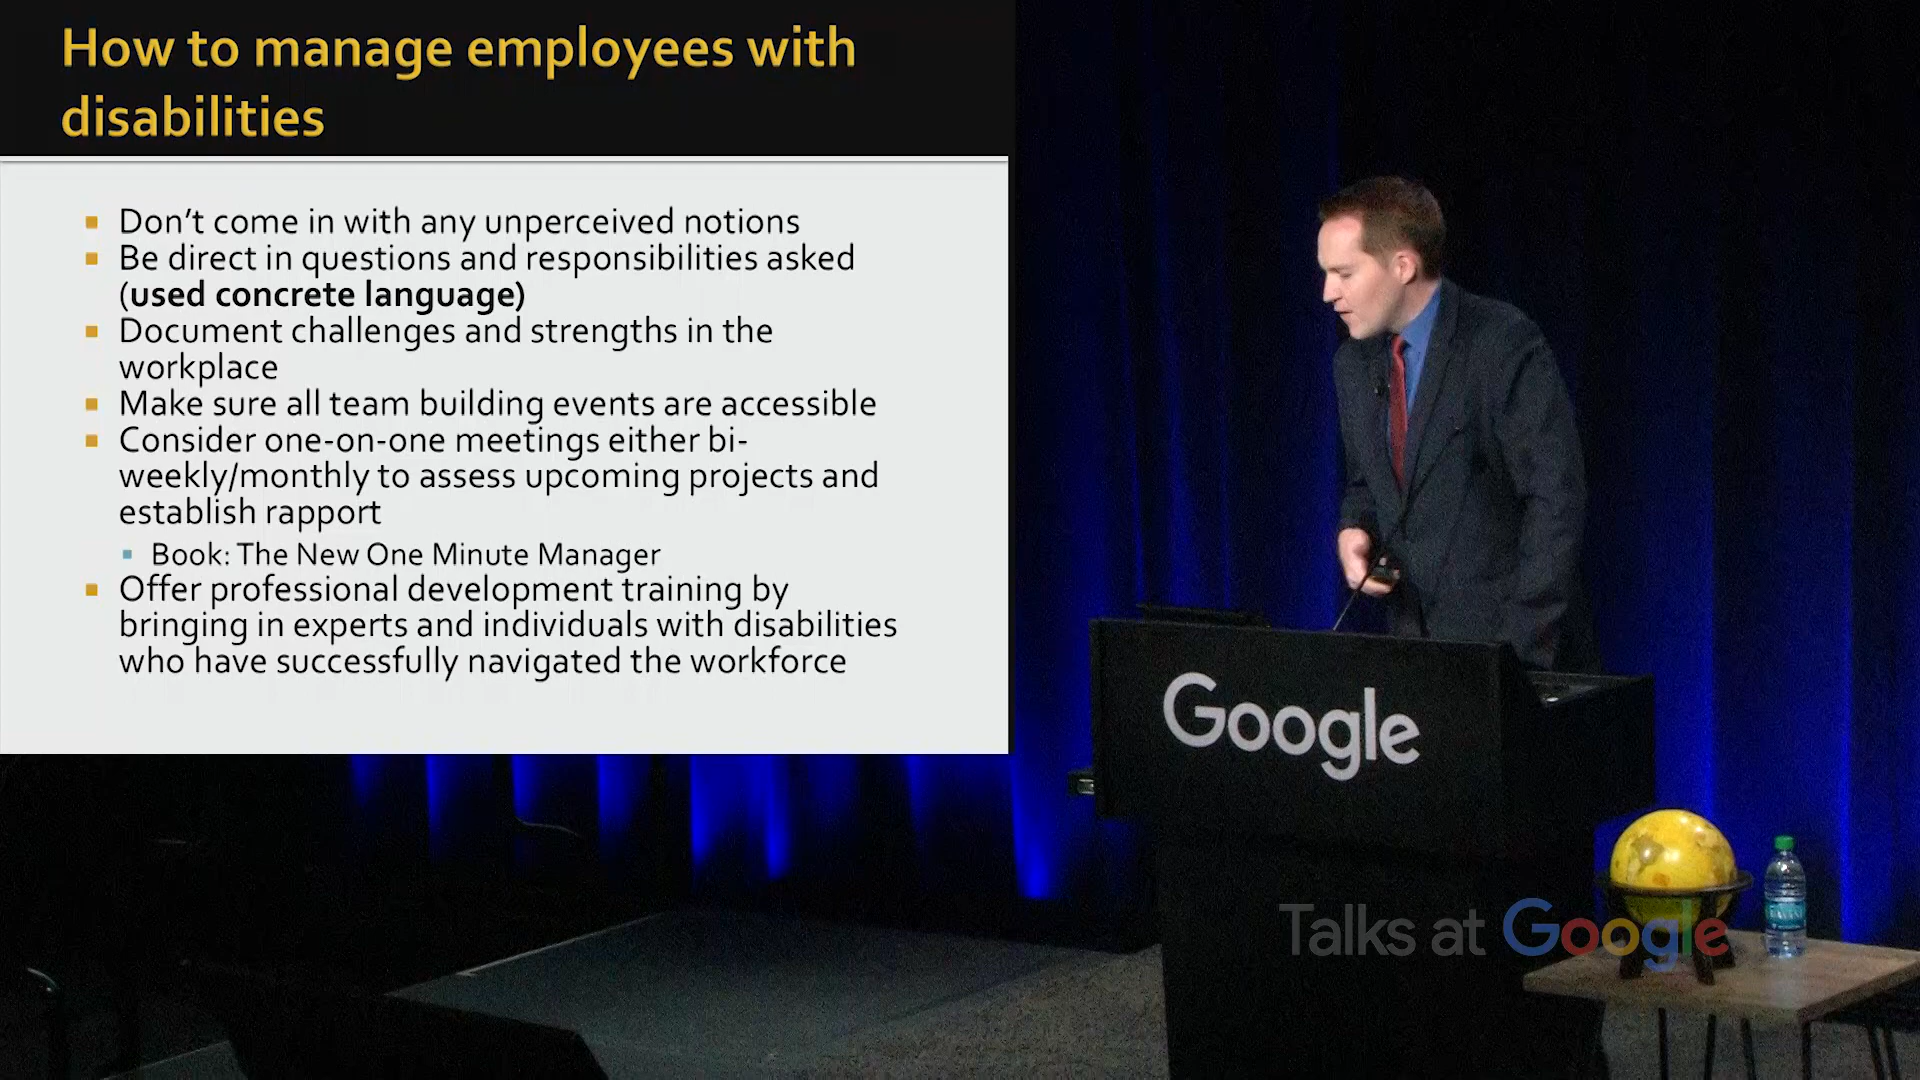 How to manage employees with
disabilities
Don't come in with any unperceived notions
Be direct in questions and responsibilities asked
(used concrete language)
Document challenges and strengths in the
workplace
Make sure all team building events are accessible
Consider one-on-one meetings either bi-
weekly/monthly to assess upcoming projects and
establish rapport
Book: The New One Minute Manager
Offer professional development training by
bringing in experts and individuals with disabilities
who have successfully navigated the workforce
Google
Talks at Google